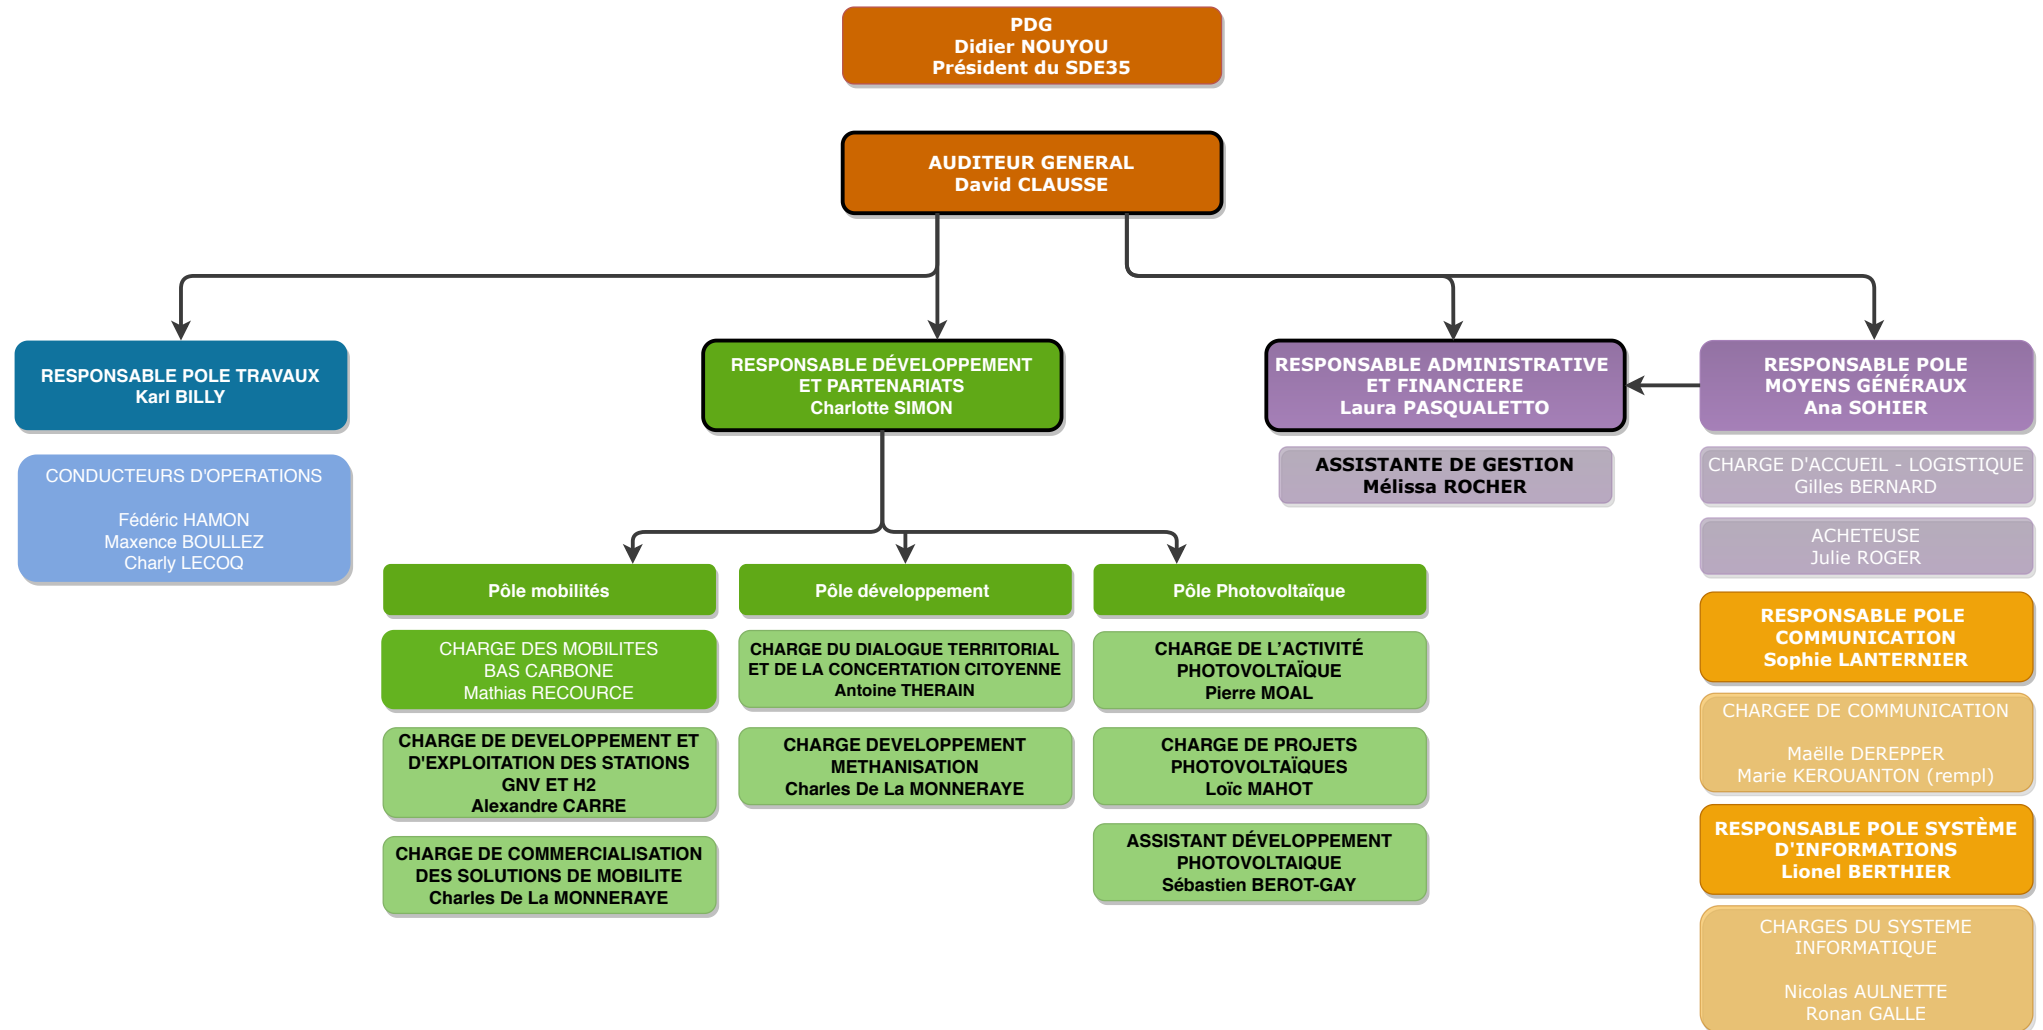 PDG
Didier NOUYOU
Président du SDE35
AUDITEUR GENERAL
David CLAUSSE
RESPONSABLE POLE TRAVAUX
Karl BILLY
CONDUCTEURS D'OPERATIONS
Fédéric HAMON
Maxence BOULLEZ
Charly LECOQ
RESPONSABLE DÉVELOPPEMENT
ET PARTENARIATS
Charlotte SIMON
Pôle mobilités
CHARGE DES MOBILITES
BAS CARBONE
Mathias RECOURCE
CHARGE DE DEVELOPPEMENT ET
D'EXPLOITATION DES STATIONS
GNV ET H2
Alexandre CARRE
CHARGE DE COMMERCIALISATION
DES SOLUTIONS DE MOBILITE
Charles De La MONNERAYE
Pôle développement
CHARGE DU DIALOGUE TERRITORIAL
ET DE LA CONCERTATION CITOYENNE
Antoine THERAIN
CHARGE DEVELOPPEMENT
METHANISATION
Charles De La MONNERAYE
Pôle Photovoltaïque
CHARGE DE L'ACTIVITÉ
PHOTOVOLTAÏQUE
Pierre MOAL
CHARGE DE PROJETS
PHOTOVOLTAÏQUES
Loïc MAHOT
ASSISTANT DÉVELOPPEMENT
PHOTOVOLTAIQUE
Sébastien BEROT-GAY
RESPONSABLE ADMINISTRATIVE
ET FINANCIERE
Laura PASQUALETTO
ASSISTANTE DE GESTION
Mélissa ROCHER
RESPONSABLE POLE
MOYENS GÉNÉRAUX
Ana SOHIER
CHARGE D'ACCUEIL - LOGISTIQUE
Gilles BERNARD
ACHETEUSE
Julie ROGER
RESPONSABLE POLE
COMMUNICATION
Sophie LANTERNIER
CHARGEE DE COMMUNICATION
Maëlle DEREPPER
Marie KEROUANTON (rempl)
RESPONSABLE POLE SYSTÈME
D'INFORMATIONS
Lionel BERTHIER
CHARGES DU SYSTEME
INFORMATIQUE
Nicolas AULNETTE
Ronan GALLE